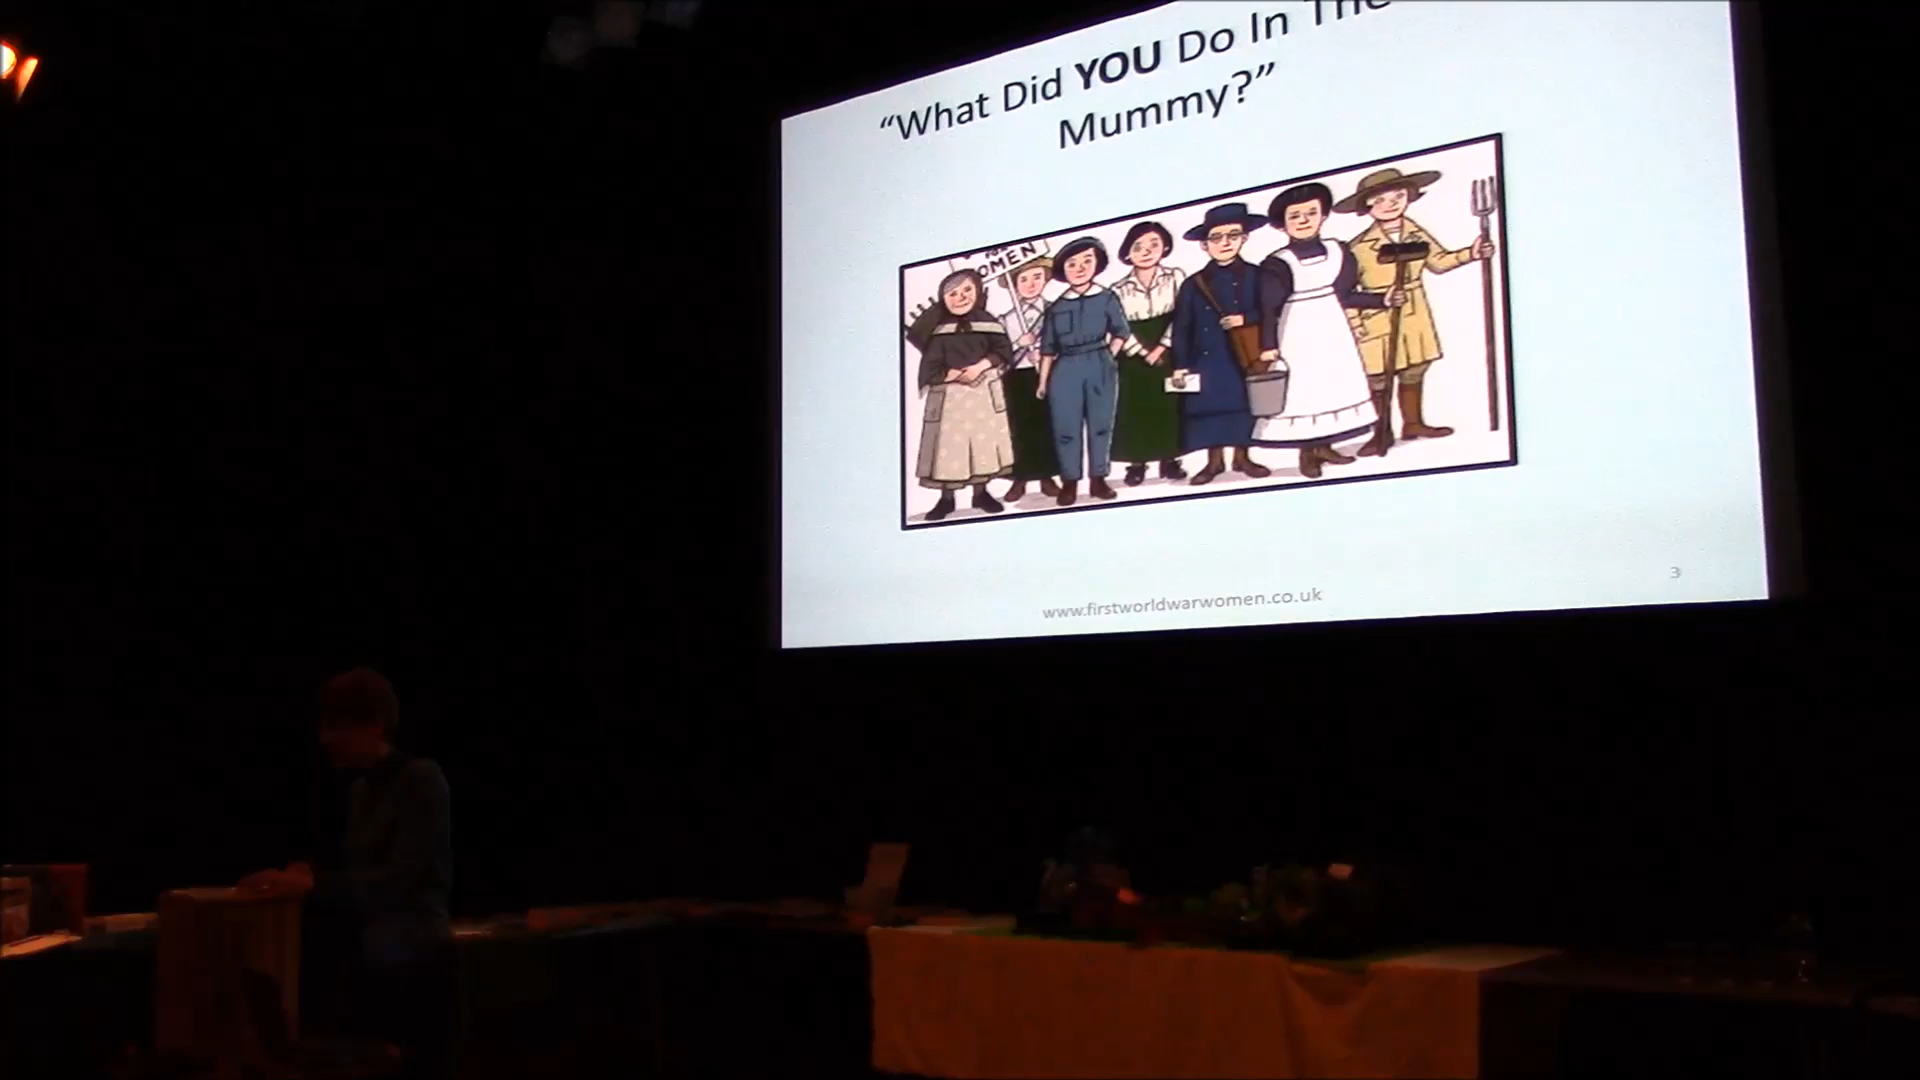 “What Did YOU Do In The
Mummy?”
OMEN
www.firstworldwarwomen.co.uk
3